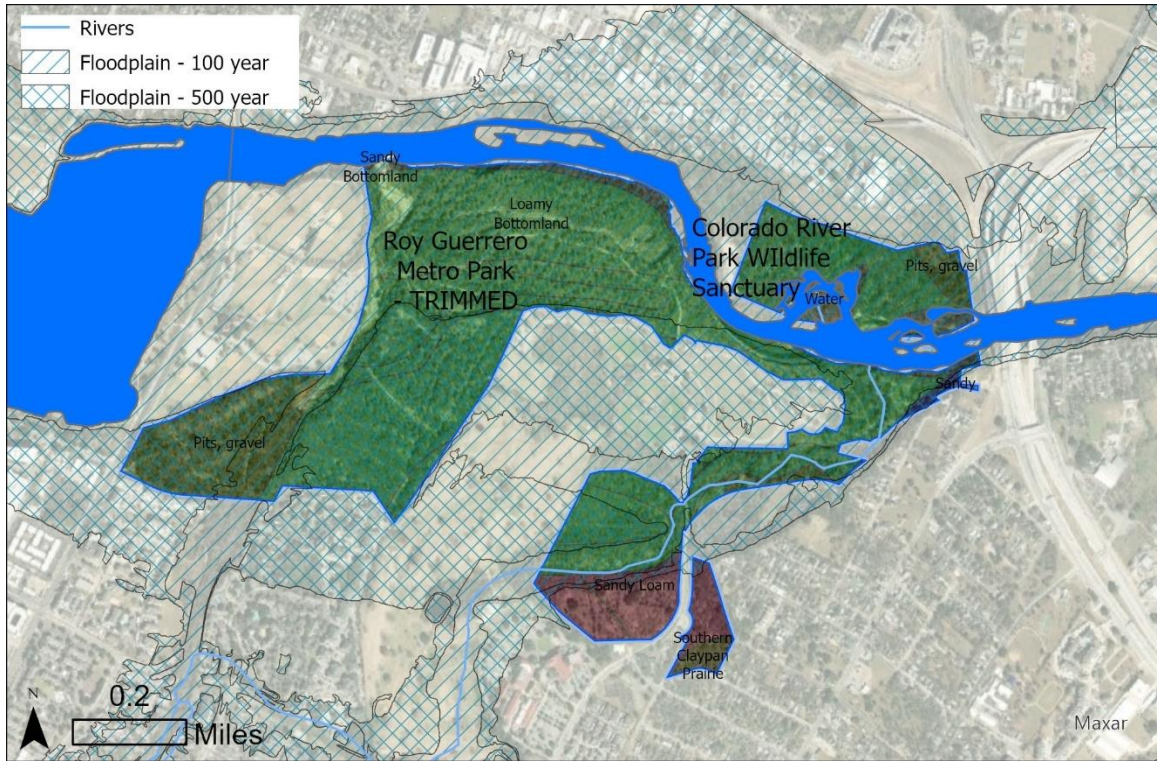 Rivers
Floodplain - 100 year
Floodplain - 500 year
Sandy
Bottomland
Loamy
Bottomland
Roy Guerrero
Metro Park
- TRIMMED
Colorado River
Park WIldlife
Sanctuary
Pits, gravel
Water
Sandy
Pits, gravel
Sandy Loam
Southern
Claypan
Prairie
N
0.2
Miles
Maxar